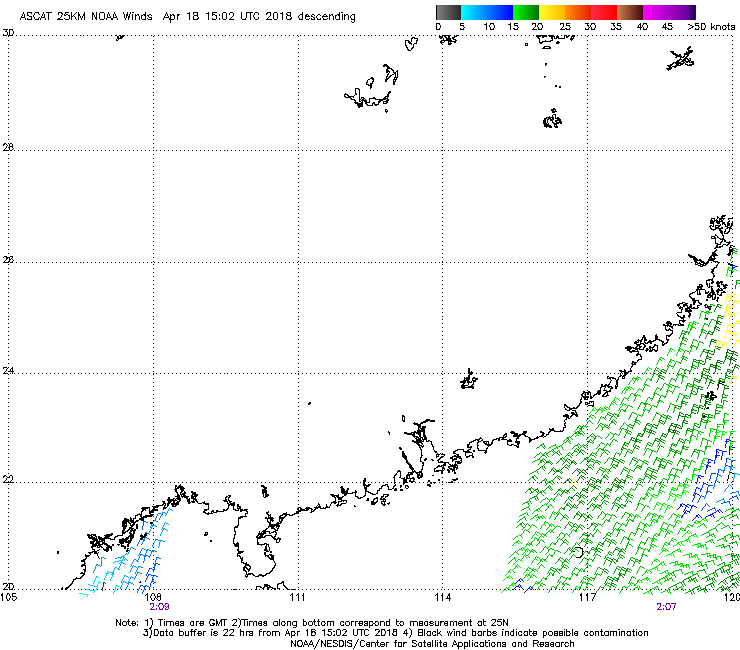 ASCAT 25KM NOAA Winds Apr 18 15:02 UTC 2018 descending
0 5 10 15 20 25 30 35 40 45 >50 knots
30
28
26
24
22
20
105 108 111 114 117 120
2:09 2:07
Note: 1) Times are GMT 2)Times along bottom correspond to measurement at 25N
3)Data buffer is 22 hrs from Apr 18 15:02 UTC 2018 4) Black wind barbs indicate possible contamination
NOAA/NESDIS/Center for Satellite Applications and Research